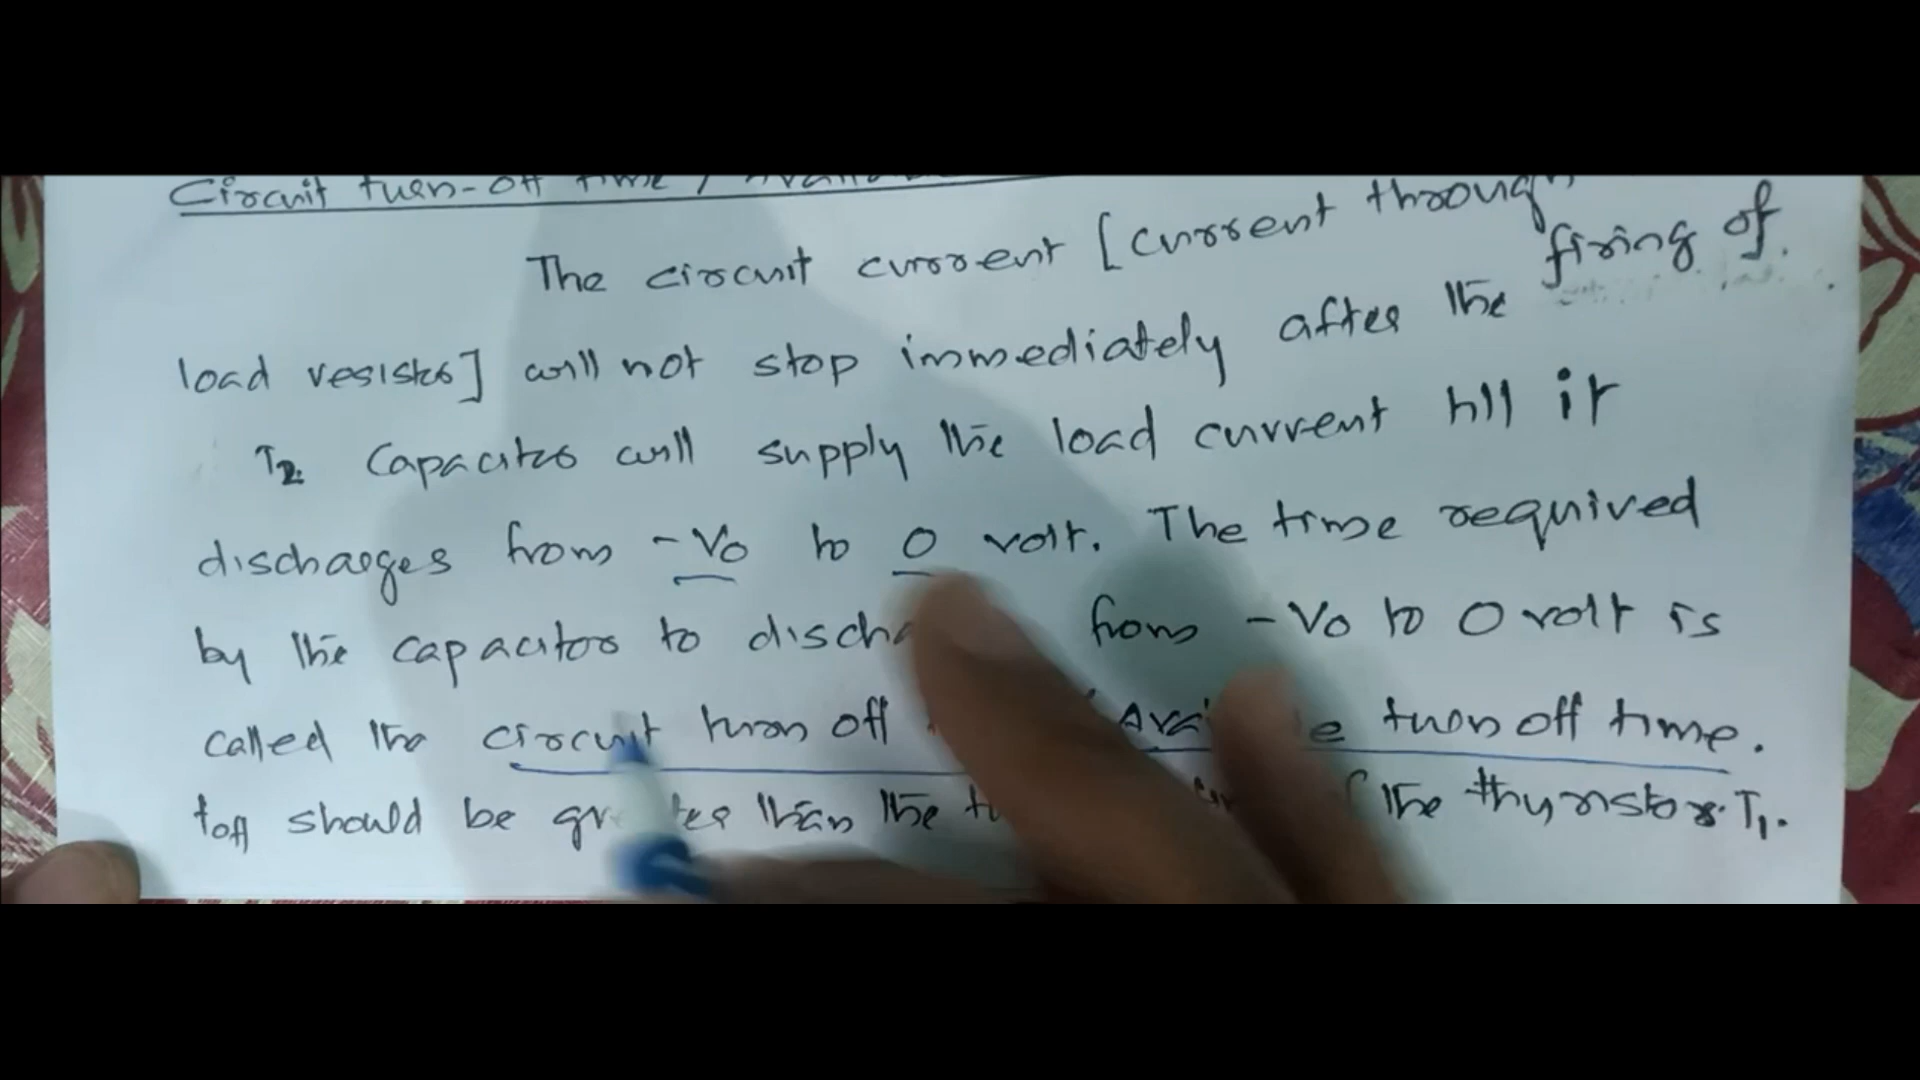 Circuit turn-off time /
The circuit current [current through
load resistor] will not stop immediately after the firing of
T2. Capacitor will supply the load current till it
discharges from -Vo to 0 volt. The time required
by the capacitor to from -Vo to 0 volt is
called the circuit turn off turn off time.
toff should be than the the thyristor T1.